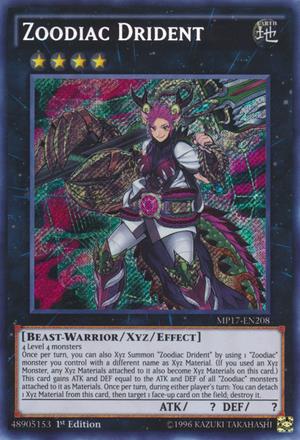 Zoodiac Drident
EARTH
地
MP17-EN208
[Beast-Warrior/Xyz/Effect]
4 Level 4 monsters
Once per turn, you can also Xyz Summon "Zoodiac Drident" by using 1 "Zoodiac"
monster you control with a different name as Xyz Material. (If you used an Xyz
Monster, any Xyz Materials attached to it also become Xyz Materials on this card.)
This card gains ATK and DEF equal to the ATK and DEF of all "Zoodiac" monsters
attached to it as Materials. Once per turn, during either player's turn: You can detach
1 Xyz Material from this card, then target 1 face-up card on the field; destroy it.
ATK/ ? DEF/ ?
48905153 1st Edition ©1996 KAZUKI TAKAHASHI